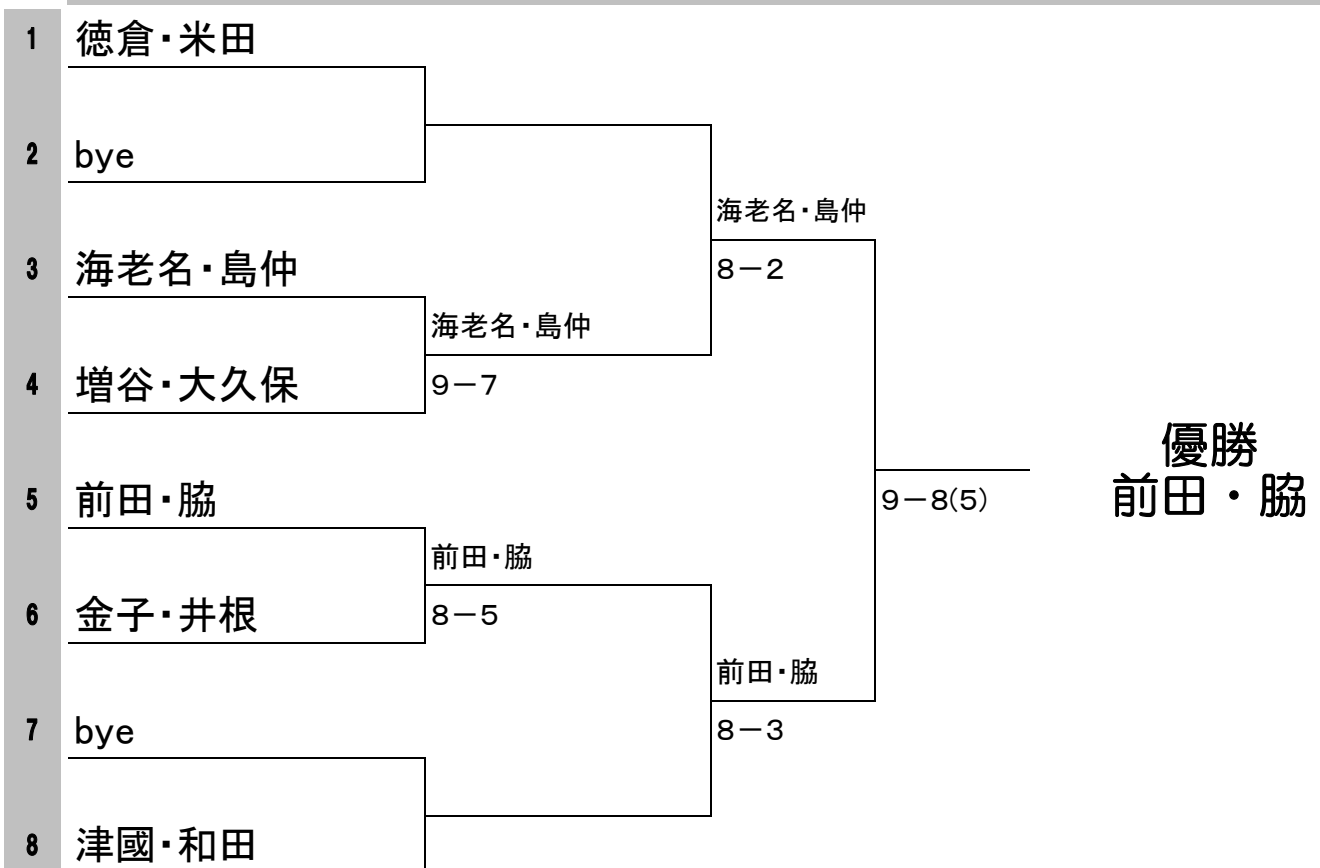 1 徳倉・米田
2 bye
海老名・島仲
3 海老名・島仲
8－2
海老名・島仲
4 増谷・大久保
9－7
優勝
前田・脇
5 前田・脇
9－8(5)
前田・脇
6 金子・井根
8－5
前田・脇
7 bye
8－3
8 津國・和田